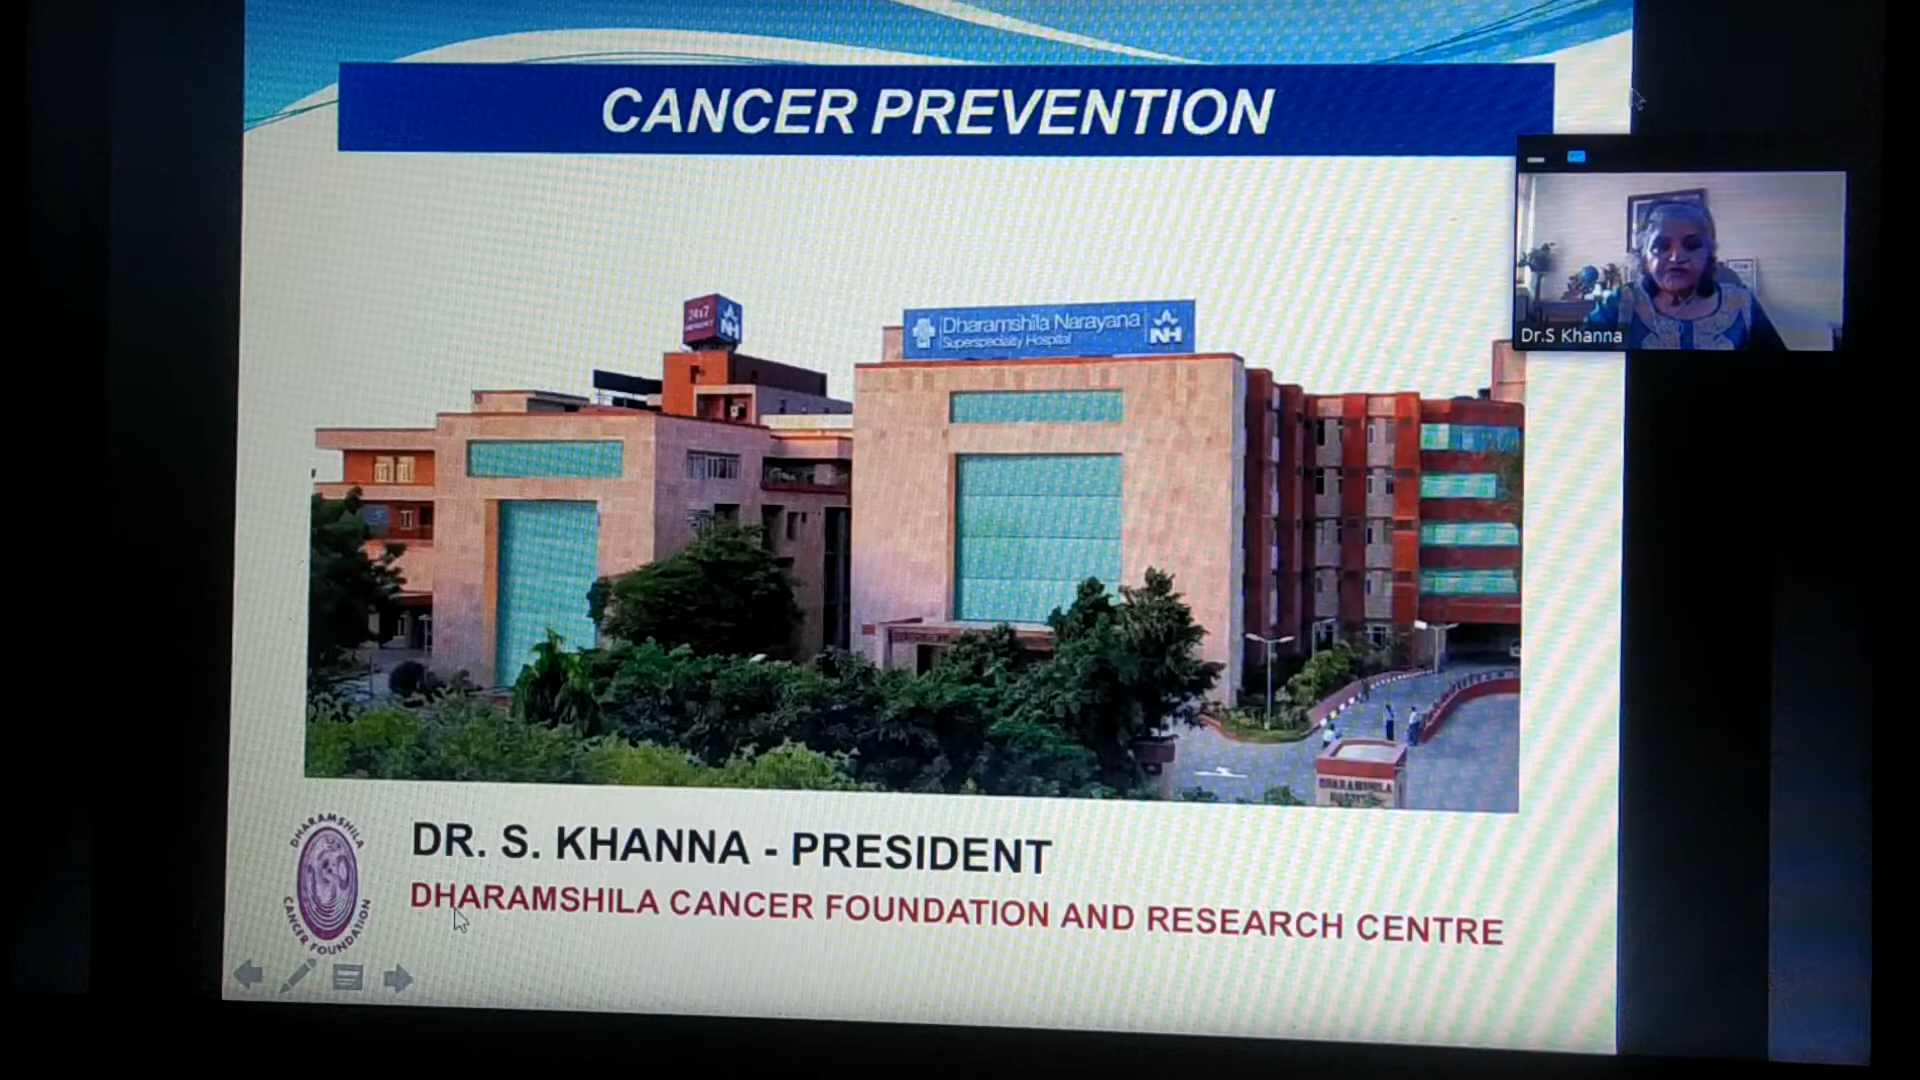 CANCER PREVENTION
24x7
NH
Dharamshila Narayana
Superspeciality Hospital
NH
Dr.S Khanna
DHARAMSHILA
DHARAMSHILA
CANCER FOUNDATION
DR. S. KHANNA - PRESIDENT
DHARAMSHILA CANCER FOUNDATION AND RESEARCH CENTRE